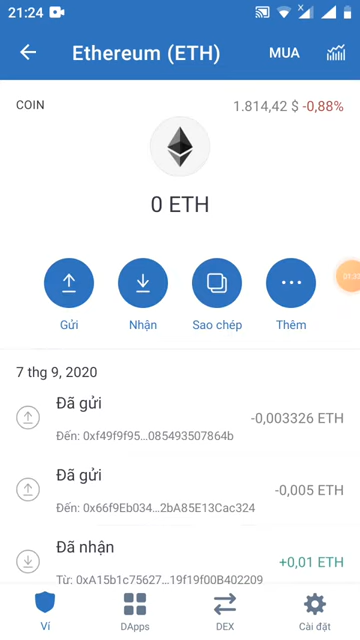 21:24
Ethereum (ETH)
MUA
COIN
1.814,42 $ -0,88%
0 ETH
Gửi
Nhận
Sao chép
Thêm
7 thg 9, 2020
Đã gửi
-0,003326 ETH
Đến: 0xf49f9f95...085493507864b
Đã gửi
-0,005 ETH
Đến: 0x66f9Eb034...2bA85E13Cac324
Đã nhận
+0,01 ETH
Từ: 0xA15b1c75627...19f19f00B402209
Ví
DApps
DEX
Cài đặt